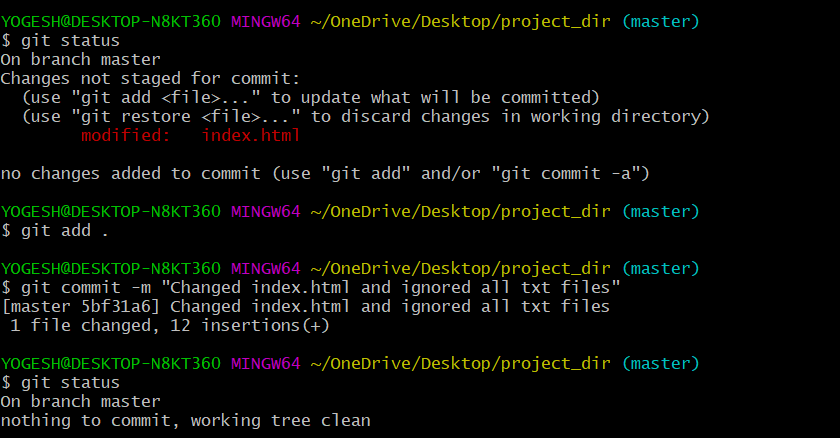 YOGESH@DESKTOP-N8KT36O MINGW64 ~/OneDrive/Desktop/project_dir (master)
$ git status
On branch master
Changes not staged for commit:
  (use "git add <file>..." to update what will be committed)
  (use "git restore <file>..." to discard changes in working directory)
        modified:   index.html

no changes added to commit (use "git add" and/or "git commit -a")

YOGESH@DESKTOP-N8KT36O MINGW64 ~/OneDrive/Desktop/project_dir (master)
$ git add .

YOGESH@DESKTOP-N8KT36O MINGW64 ~/OneDrive/Desktop/project_dir (master)
$ git commit -m "Changed index.html and ignored all txt files"
[master 5bf31a6] Changed index.html and ignored all txt files
 1 file changed, 12 insertions(+)

YOGESH@DESKTOP-N8KT36O MINGW64 ~/OneDrive/Desktop/project_dir (master)
$ git status
On branch master
nothing to commit, working tree clean